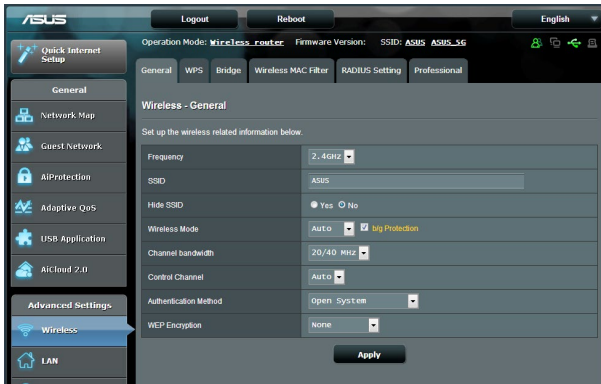 ASUS Logout Reboot English
Operation Mode: Wireless router Firmware Version: SSID: ASUS ASUS_5G
Quick Internet
Setup
General
Network Map
Guest Network
AiProtection
Adaptive QoS
USB Application
AiCloud 2.0
Advanced Settings
Wireless
LAN
General WPS Bridge Wireless MAC Filter RADIUS Setting Professional
Wireless - General
Set up the wireless related information below.
Frequency 2.4GHz
SSID ASUS
Hide SSID Yes No
Wireless Mode Auto b/g Protection
Channel bandwidth 20/40 MHz
Control Channel Auto
Authentication Method Open System
WEP Encryption None
Apply